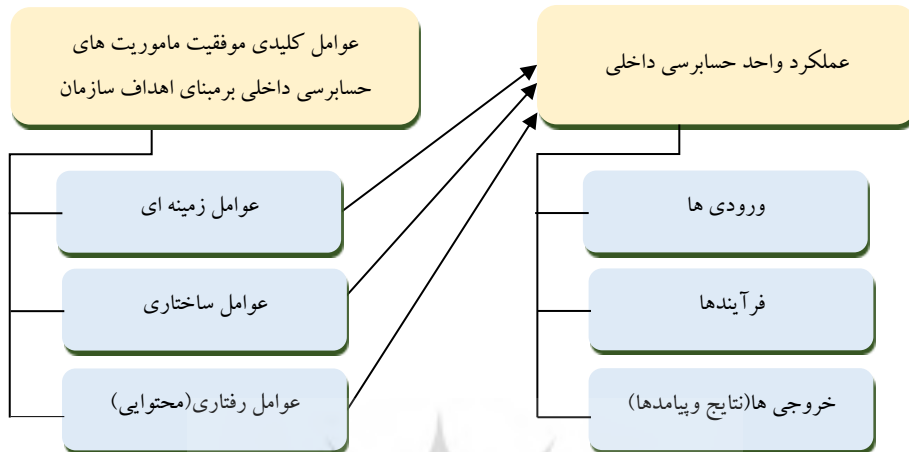 عوامل کلیدی موفقیت ماموریت های
حسابرسی داخلی برمبنای اهداف سازمان
عوامل زمینه ای
عوامل ساختاری
عوامل رفتاری(محتوایی)
عملکرد واحد حسابرسی داخلی
ورودی ها
فرآیندها
خروجی ها(نتایج وپیامدها)